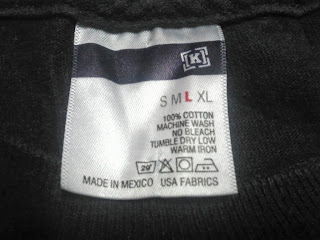 [K]
S M L XL
100% COTTON
MACHINE WASH
NO BLEACH
TUMBLE DRY LOW
WARM IRON
MADE IN MEXICO USA FABRICS